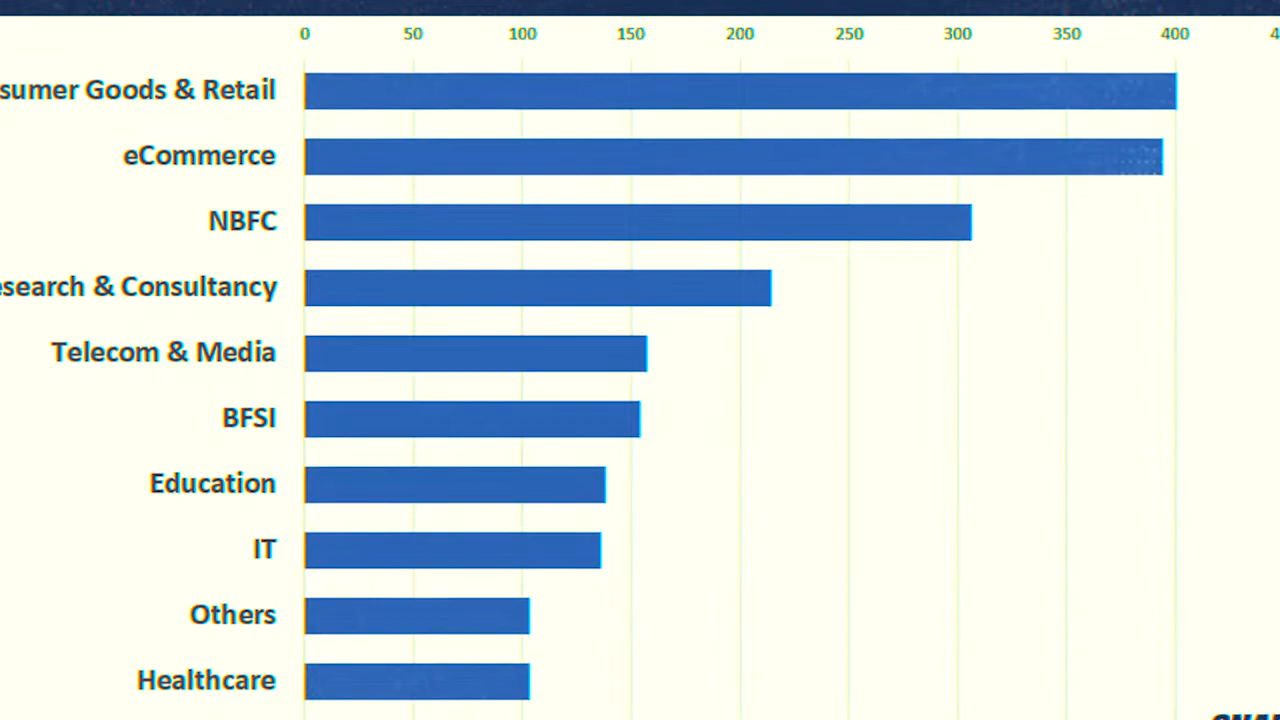 0 50 100 150 200 250 300 350 400 4
sumer Goods & Retail
eCommerce
NBFC
esearch & Consultancy
Telecom & Media
BFSI
Education
IT
Others
Healthcare